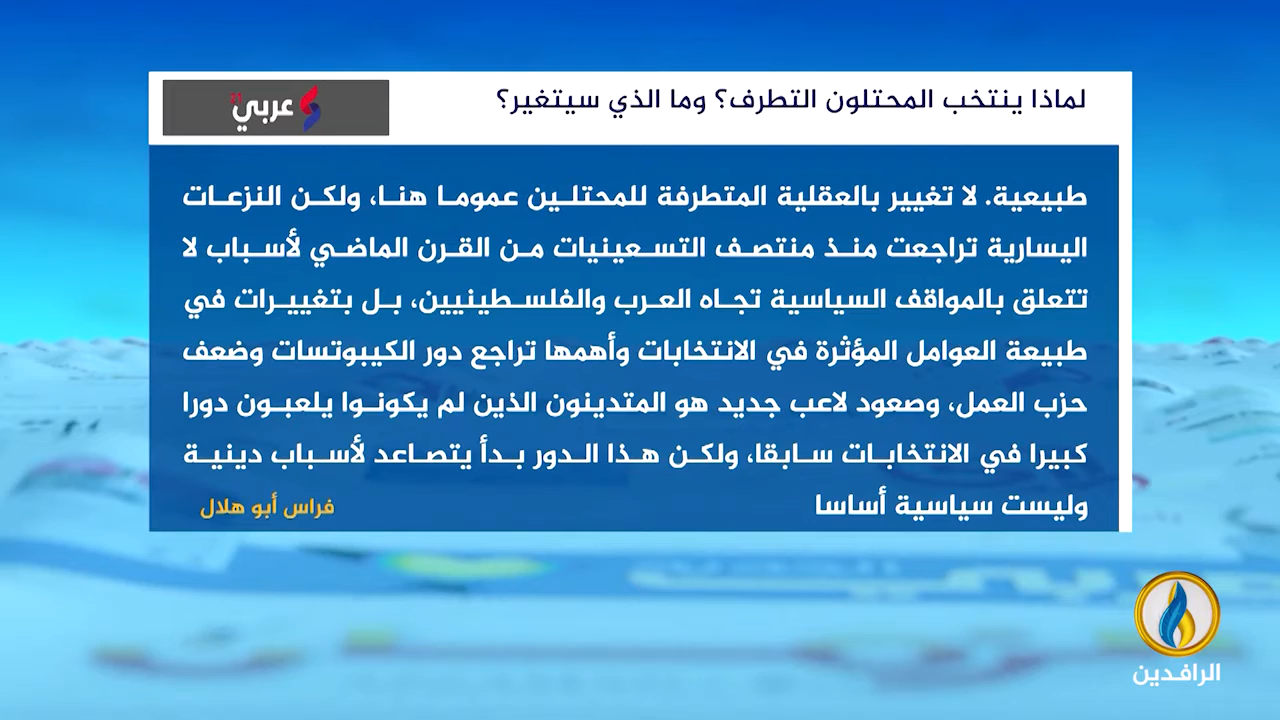 لماذا ينتخب المحتلون التطرف؟ وما الذي سيتغير؟
عربي21
طبيعية. لا تغيير بالعقلية المتطرفة للمحتلين عموما هنا، ولكن النزعات
اليسارية تراجعت منذ منتصف التسعينيات من القرن الماضي لأسباب لا
تتعلق بالمواقف السياسية تجاه العرب والفلسطينيين، بل بتغييرات في
طبيعة العوامل المؤثرة في الانتخابات وأهمها تراجع دور الكيبوتسات وضعف
حزب العمل، وصعود لاعب جديد هو المتدينون الذين لم يكونوا يلعبون دورا
كبيرا في الانتخابات سابقا، ولكن هذا الدور بدأ يتصاعد لأسباب دينية
وليست سياسية أساسا
فراس أبو هلال
الرافدين